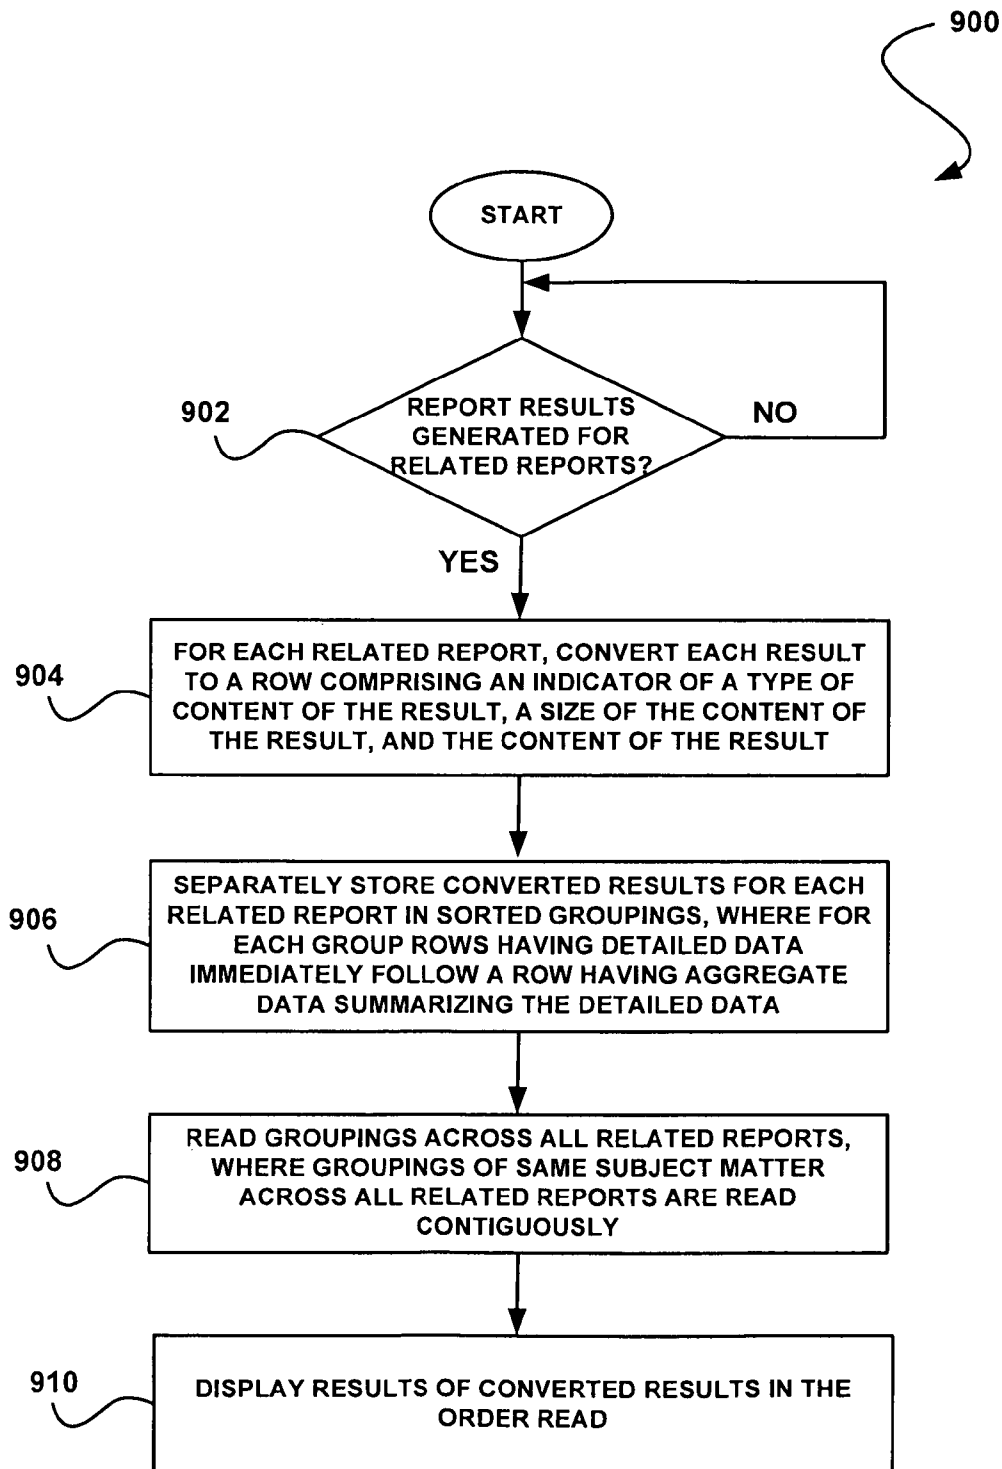 900
START
902
REPORT RESULTS
GENERATED FOR
RELATED REPORTS?
NO
YES
904
FOR EACH RELATED REPORT, CONVERT EACH RESULT
TO A ROW COMPRISING AN INDICATOR OF A TYPE OF
CONTENT OF THE RESULT, A SIZE OF THE CONTENT OF
THE RESULT, AND THE CONTENT OF THE RESULT
906
SEPARATELY STORE CONVERTED RESULTS FOR EACH
RELATED REPORT IN SORTED GROUPINGS, WHERE FOR
EACH GROUP ROWS HAVING DETAILED DATA
IMMEDIATELY FOLLOW A ROW HAVING AGGREGATE
DATA SUMMARIZING THE DETAILED DATA
908
READ GROUPINGS ACROSS ALL RELATED REPORTS,
WHERE GROUPINGS OF SAME SUBJECT MATTER
ACROSS ALL RELATED REPORTS ARE READ
CONTIGUOUSLY
910
DISPLAY RESULTS OF CONVERTED RESULTS IN THE
ORDER READ